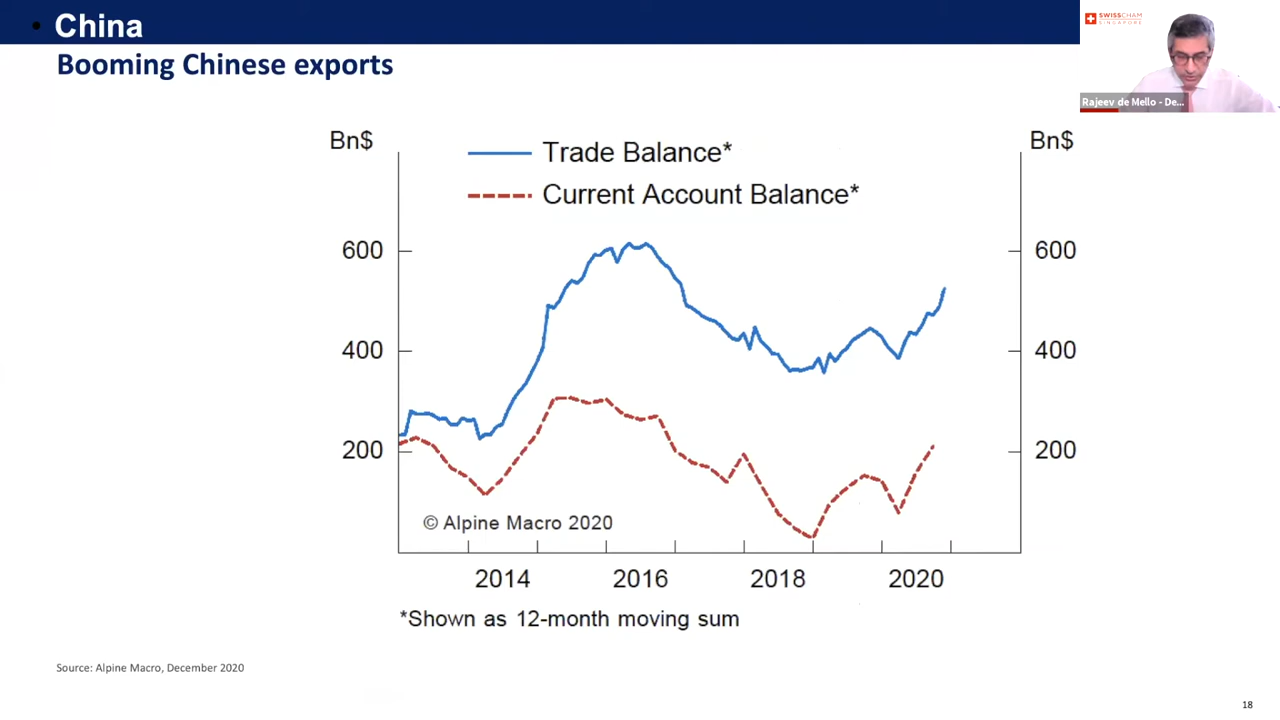 • China
SWISSCHAM
SINGAPORE
Booming Chinese exports
Rajeev de Mello - De...
Bn$ Bn$
Trade Balance*
Current Account Balance*
600 600
400 400
200 200
© Alpine Macro 2020
2014 2016 2018 2020
*Shown as 12-month moving sum
Source: Alpine Macro, December 2020
18